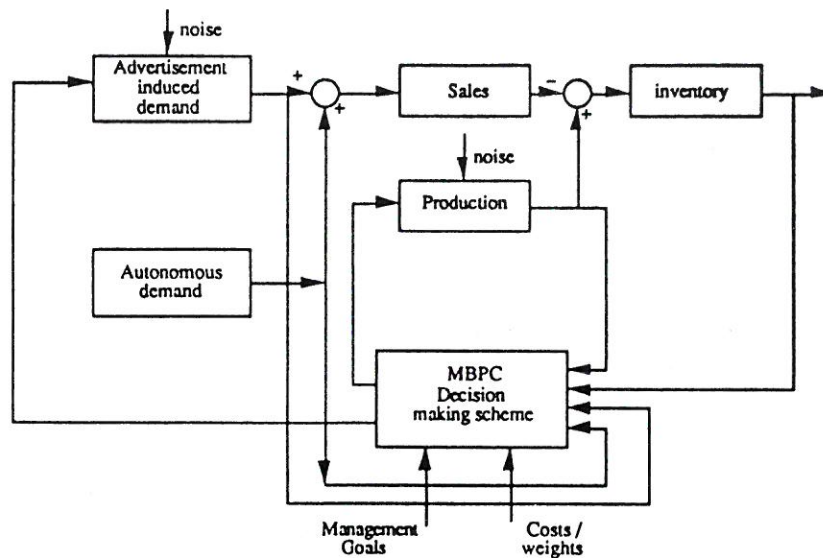 noise
Advertisement
induced
demand
+
+
Sales
−
+
inventory
noise
Production
Autonomous
demand
MBPC
Decision
making scheme
Management
Goals
Costs /
weights